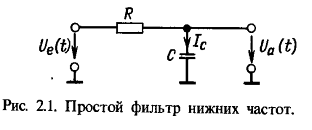 R
U_e(t)
I_c
C
U_a(t)
Рис. 2.1. Простой фильтр нижних частот.